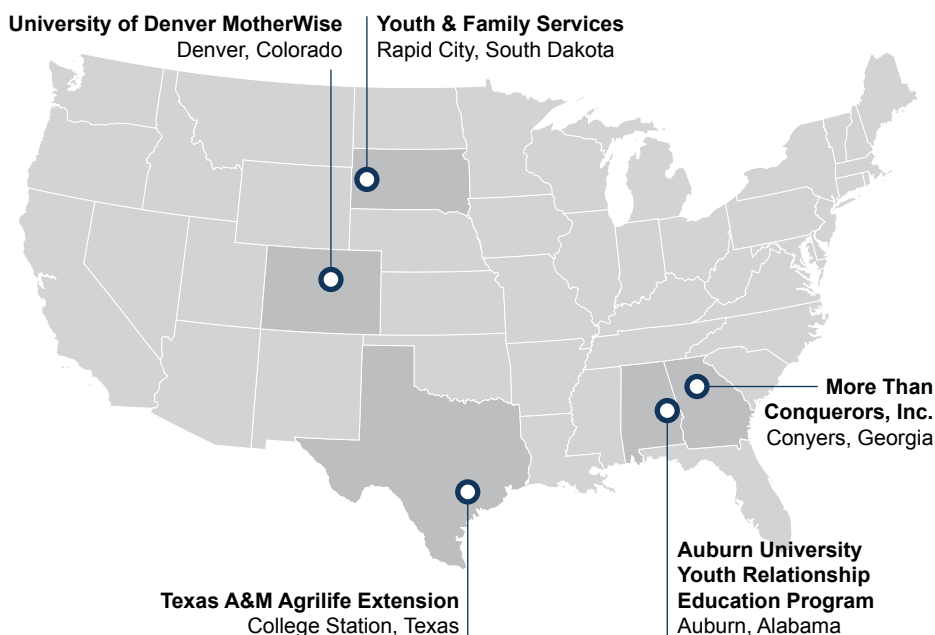 University of Denver MotherWise
Denver, Colorado
Youth & Family Services
Rapid City, South Dakota
More Than
Conquerors, Inc.
Conyers, Georgia
Auburn University
Youth Relationship
Education Program
Auburn, Alabama
Texas A&M Agrilife Extension
College Station, Texas